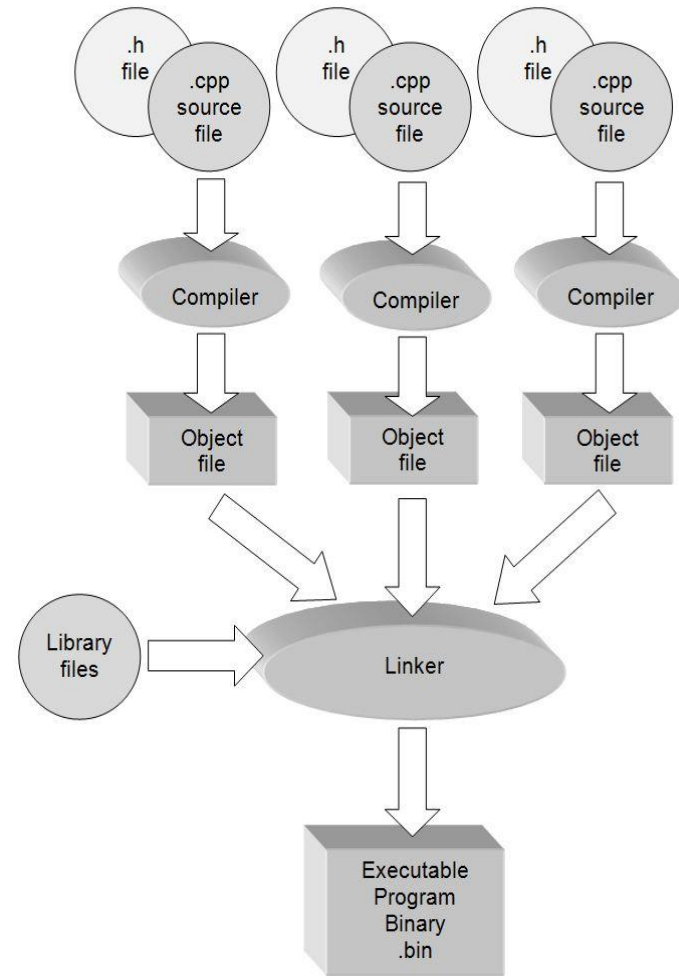 .h
file
.cpp
source
file
.h
file
.cpp
source
file
.h
file
.cpp
source
file
Compiler
Compiler
Compiler
Object
file
Object
file
Object
file
Library
files
Linker
Executable
Program
Binary
.bin